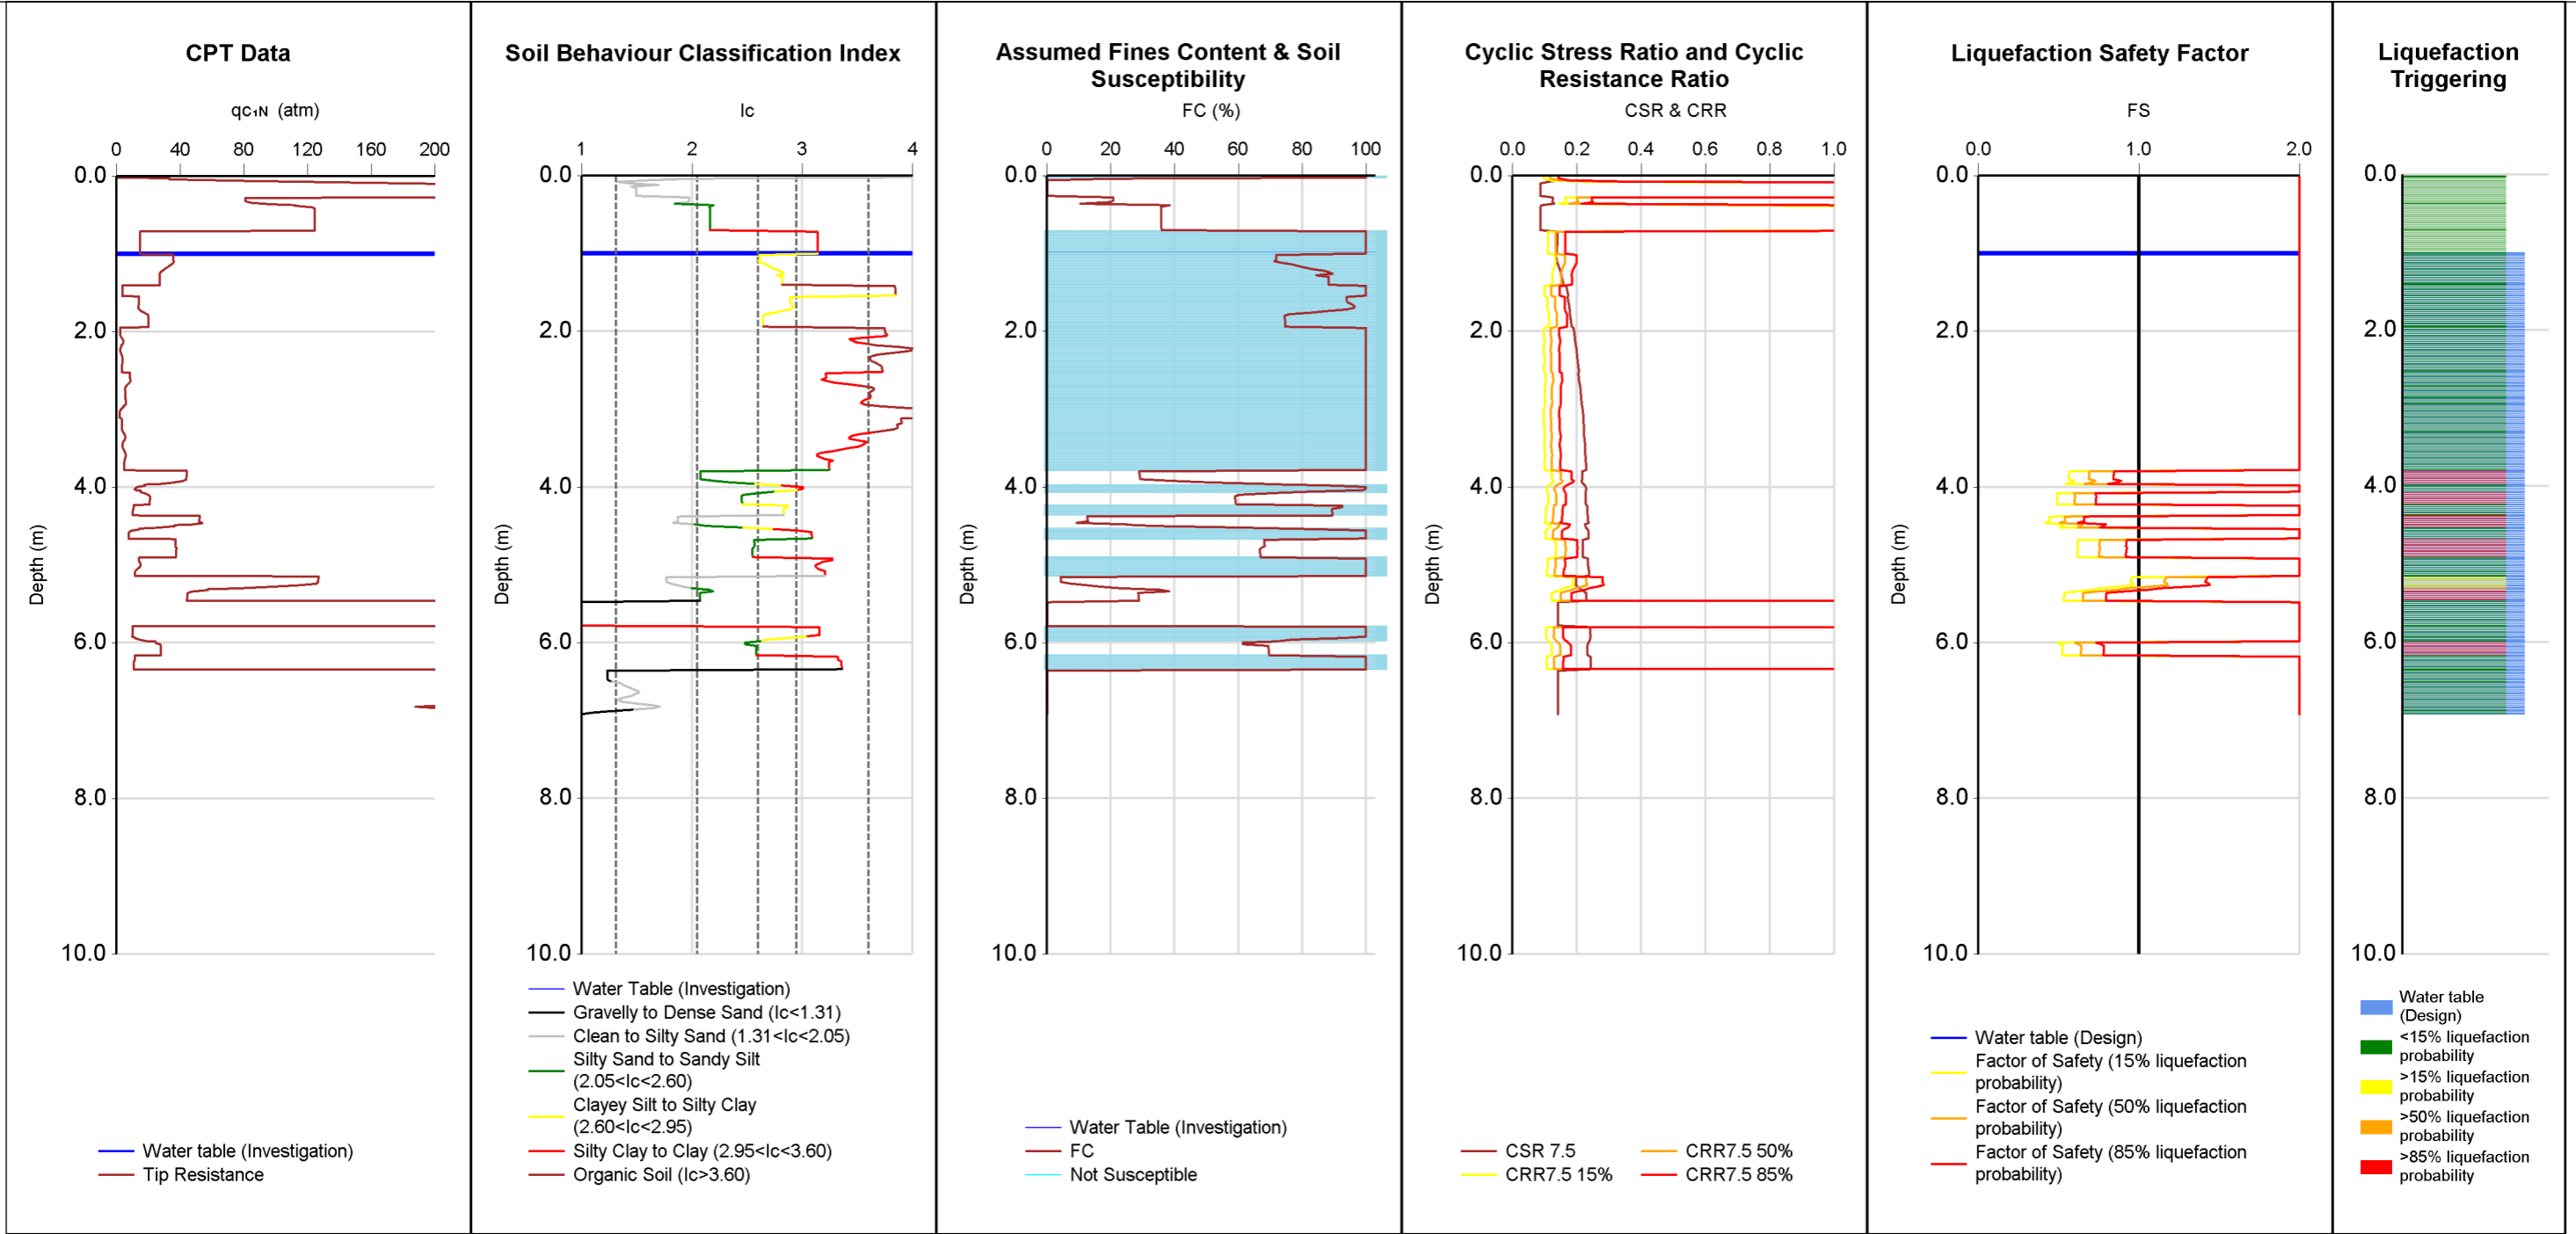 CPT Data
qc₁ɴ (atm)
0 40 80 120 160 200
0.0
2.0
4.0
6.0
8.0
10.0
Depth (m)
Water table (Investigation)
Tip Resistance
Soil Behaviour Classification Index
Ic
1 2 3 4
0.0
2.0
4.0
6.0
8.0
10.0
Depth (m)
Water Table (Investigation)
Gravelly to Dense Sand (Ic<1.31)
Clean to Silty Sand (1.31<Ic<2.05)
Silty Sand to Sandy Silt
(2.05<Ic<2.60)
Clayey Silt to Silty Clay
(2.60<Ic<2.95)
Silty Clay to Clay (2.95<Ic<3.60)
Organic Soil (Ic>3.60)
Assumed Fines Content & Soil
Susceptibility
FC (%)
0 20 40 60 80 100
0.0
2.0
4.0
6.0
8.0
10.0
Depth (m)
Water Table (Investigation)
FC
Not Susceptible
Cyclic Stress Ratio and Cyclic
Resistance Ratio
CSR & CRR
0.0 0.2 0.4 0.6 0.8 1.0
0.0
2.0
4.0
6.0
8.0
10.0
Depth (m)
CSR 7.5 CRR7.5 50%
CRR7.5 15% CRR7.5 85%
Liquefaction Safety Factor
FS
0.0 1.0 2.0
0.0
2.0
4.0
6.0
8.0
10.0
Depth (m)
Water table (Design)
Factor of Safety (15% liquefaction
probability)
Factor of Safety (50% liquefaction
probability)
Factor of Safety (85% liquefaction
probability)
Liquefaction
Triggering
0.0
2.0
4.0
6.0
8.0
10.0
Water table
(Design)
<15% liquefaction
probability
>15% liquefaction
probability
>50% liquefaction
probability
>85% liquefaction
probability